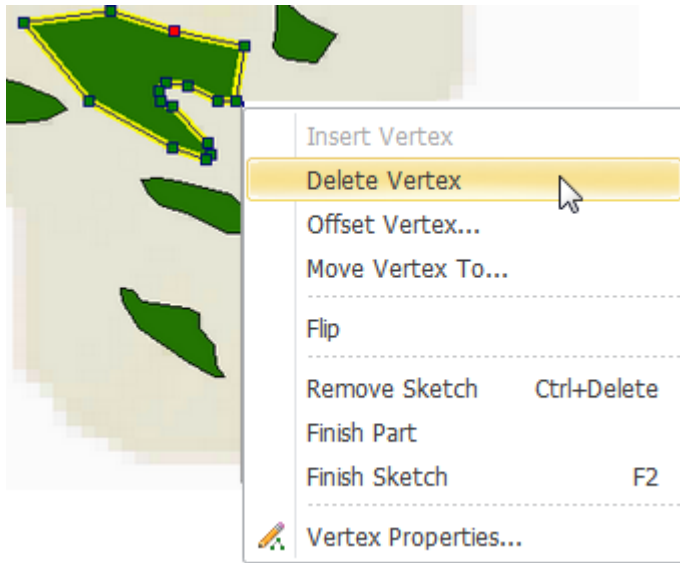 Insert Vertex
Delete Vertex
Offset Vertex...
Move Vertex To...
Flip
Remove Sketch Ctrl+Delete
Finish Part
Finish Sketch F2
Vertex Properties...